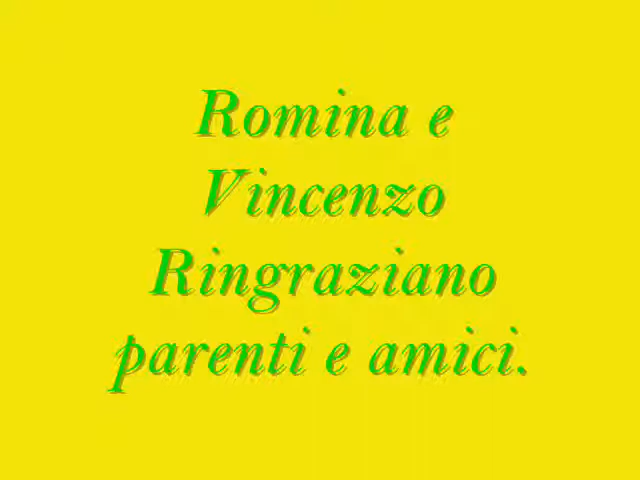 Romina e
Vincenzo
Ringraziano
parenti e amici.